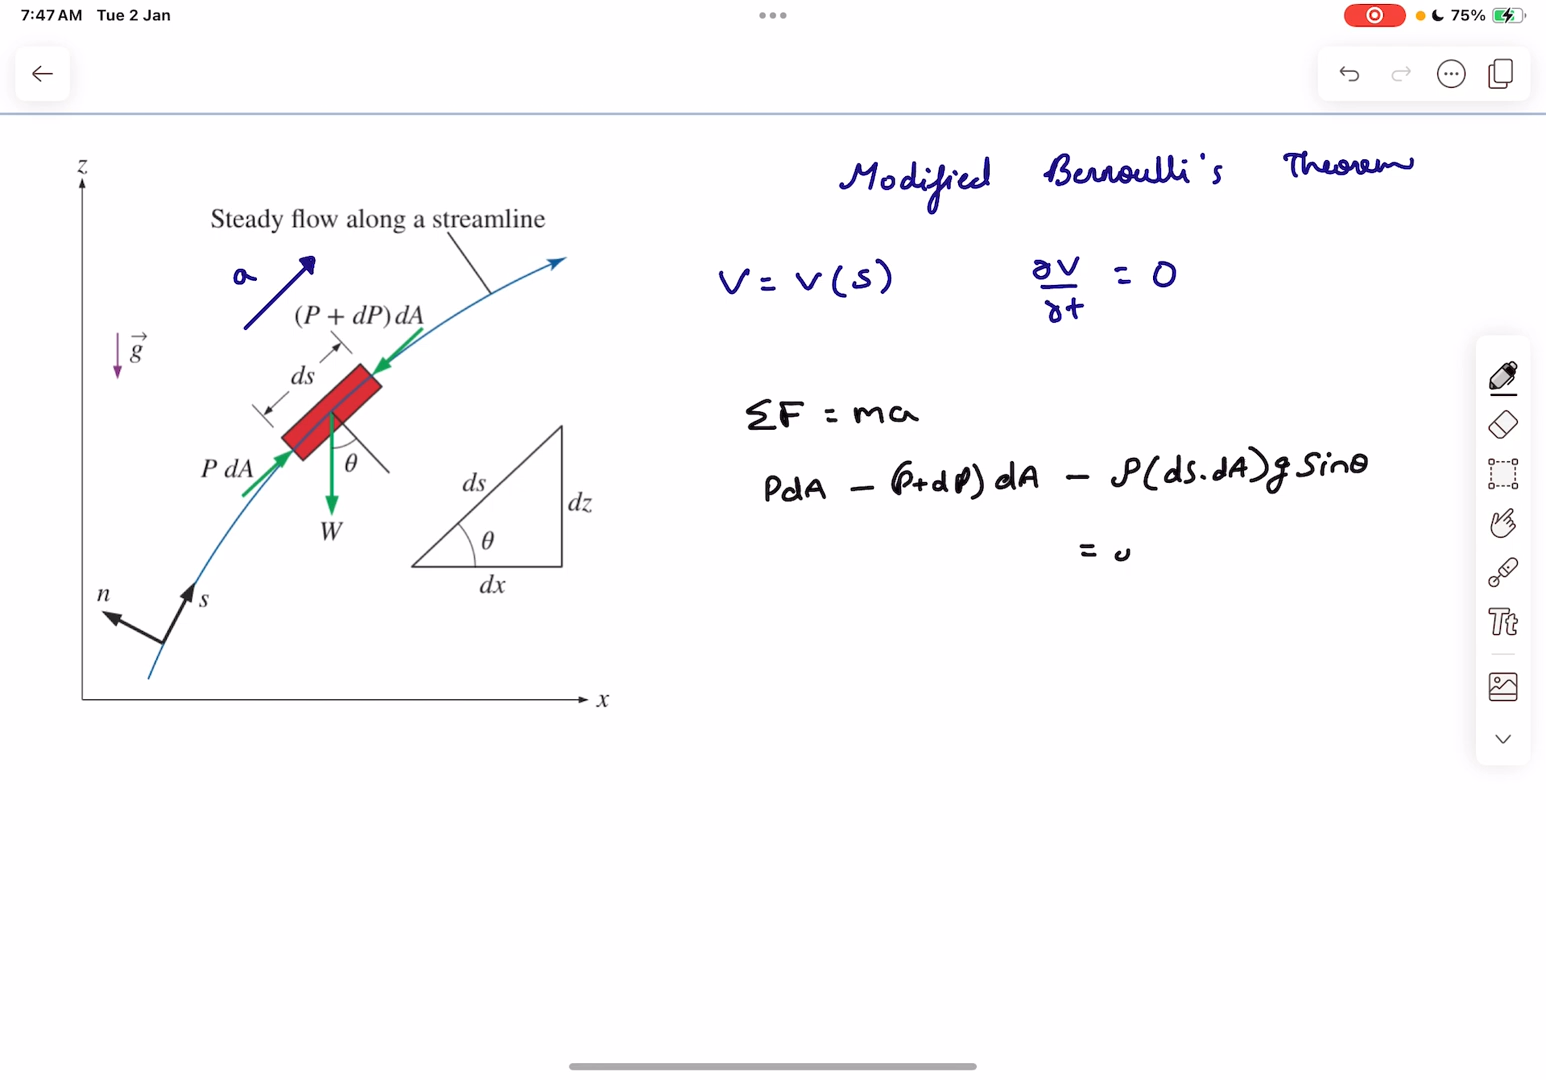 7:47 AM Tue 2 Jan
75%
Modified Bernoulli's Theorem
z
Steady flow along a streamline
a
V = V(s) ∂V/∂t = 0
(P + dP) dA
g⃗
ds
ΣF = ma
P dA
θ
PdA − (P+dP) dA − ρ(ds.dA)g Sinθ
ds
dz
W
θ
=
dx
n
s
Tt
x